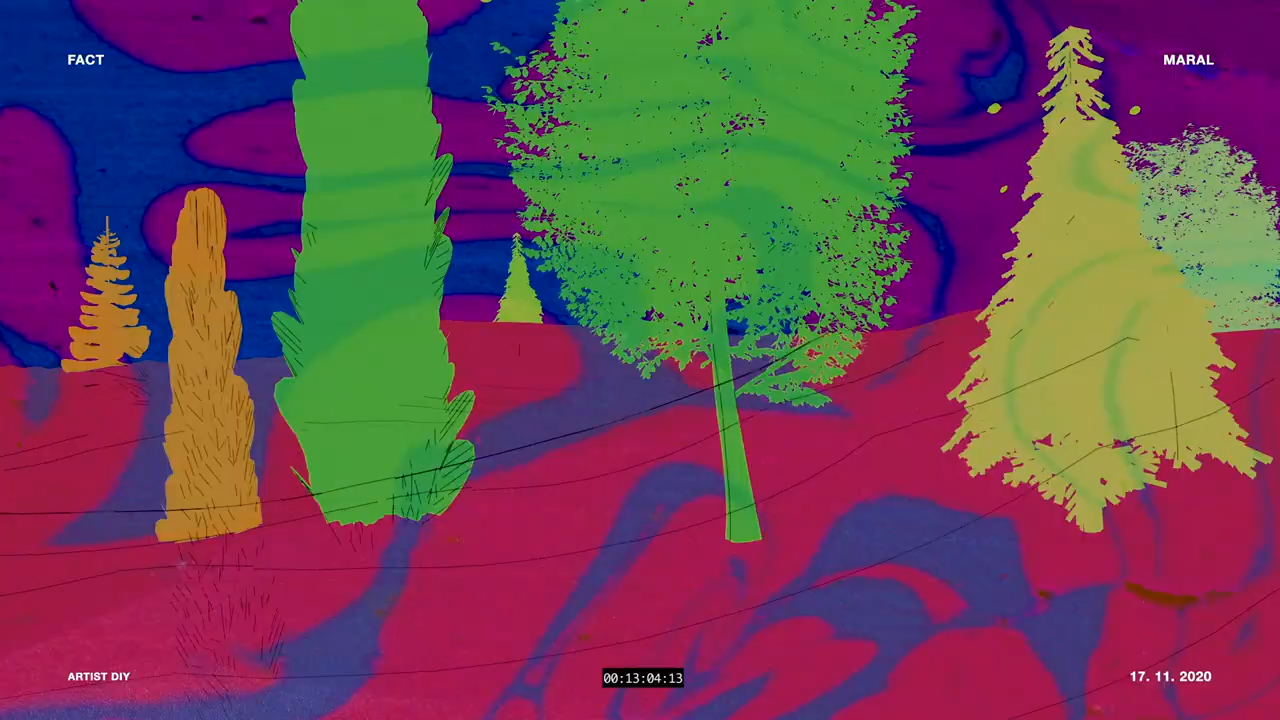 FACT
MARAL
ARTIST DIY
00:13:04:13
17. 11. 2020